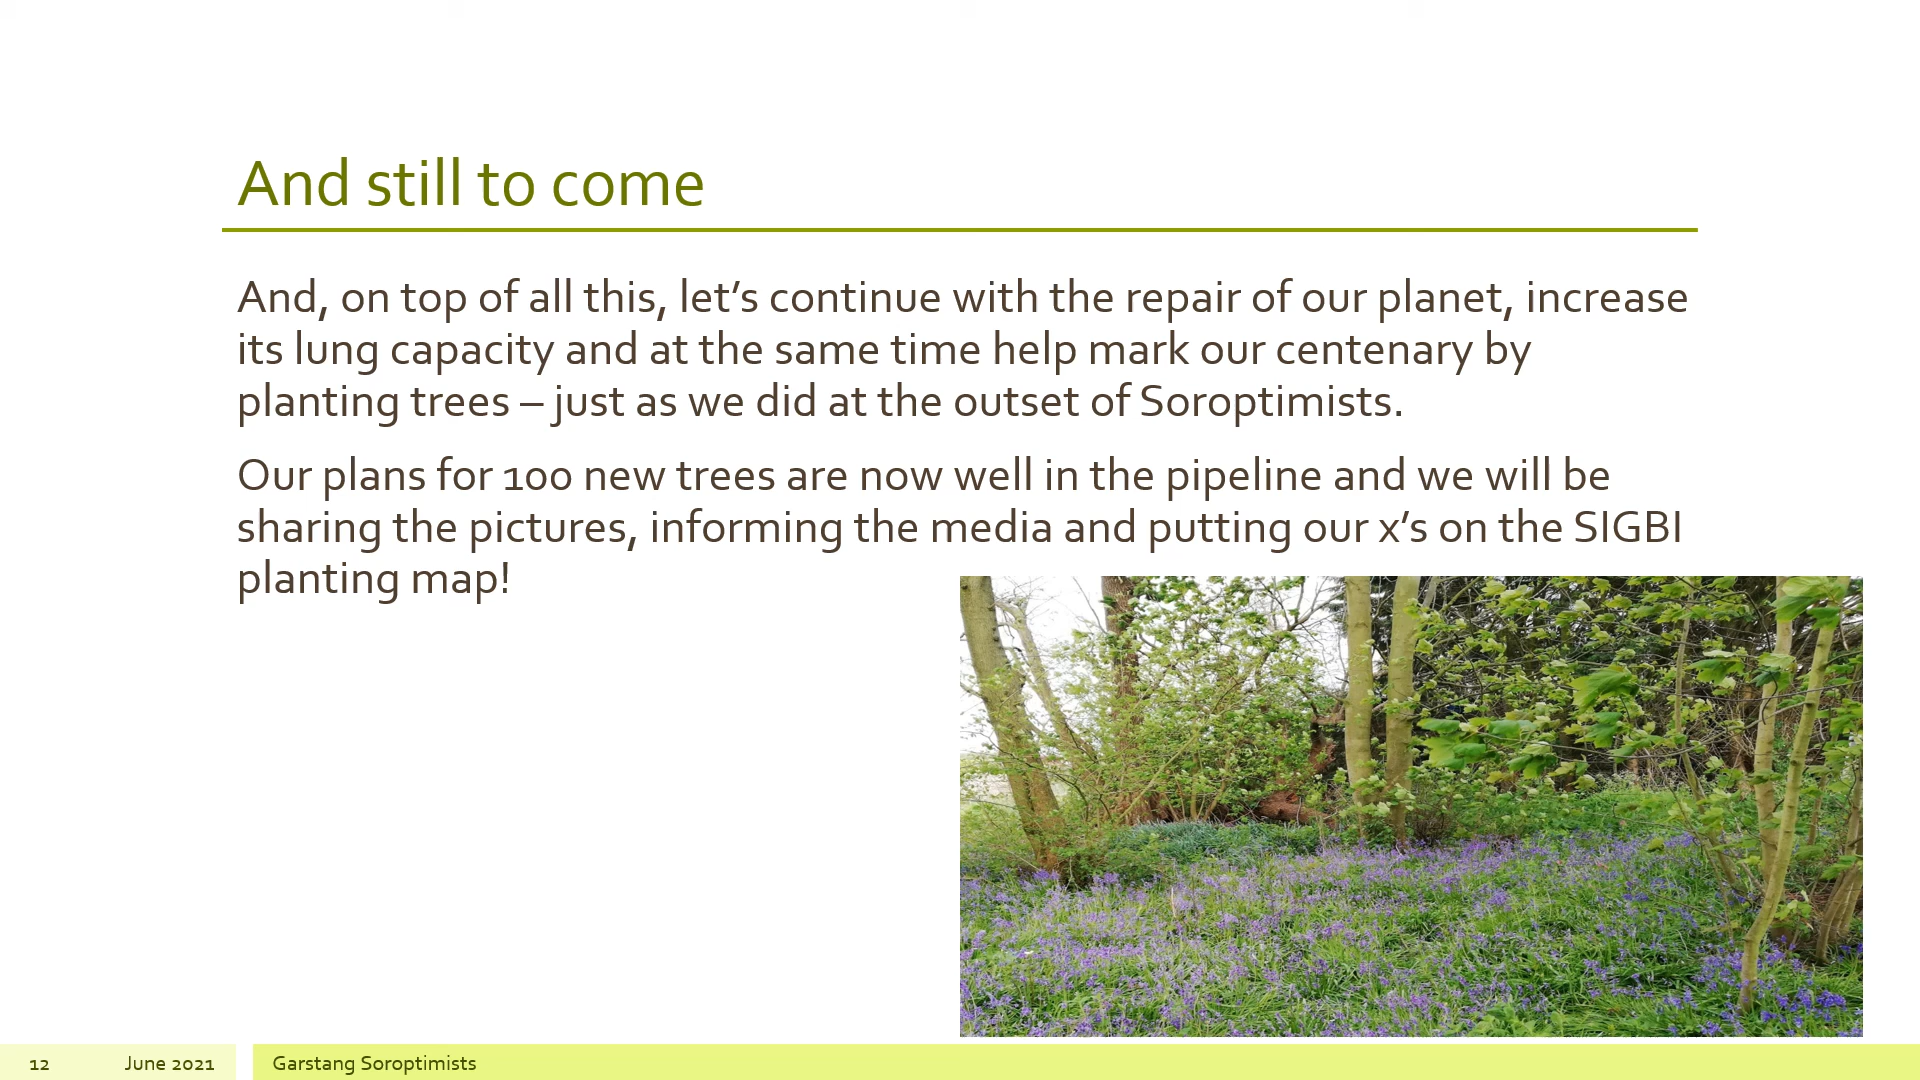 And still to come
And, on top of all this, let’s continue with the repair of our planet, increase
its lung capacity and at the same time help mark our centenary by
planting trees – just as we did at the outset of Soroptimists.
Our plans for 100 new trees are now well in the pipeline and we will be
sharing the pictures, informing the media and putting our x’s on the SIGBI
planting map!
12 June 2021 Garstang Soroptimists